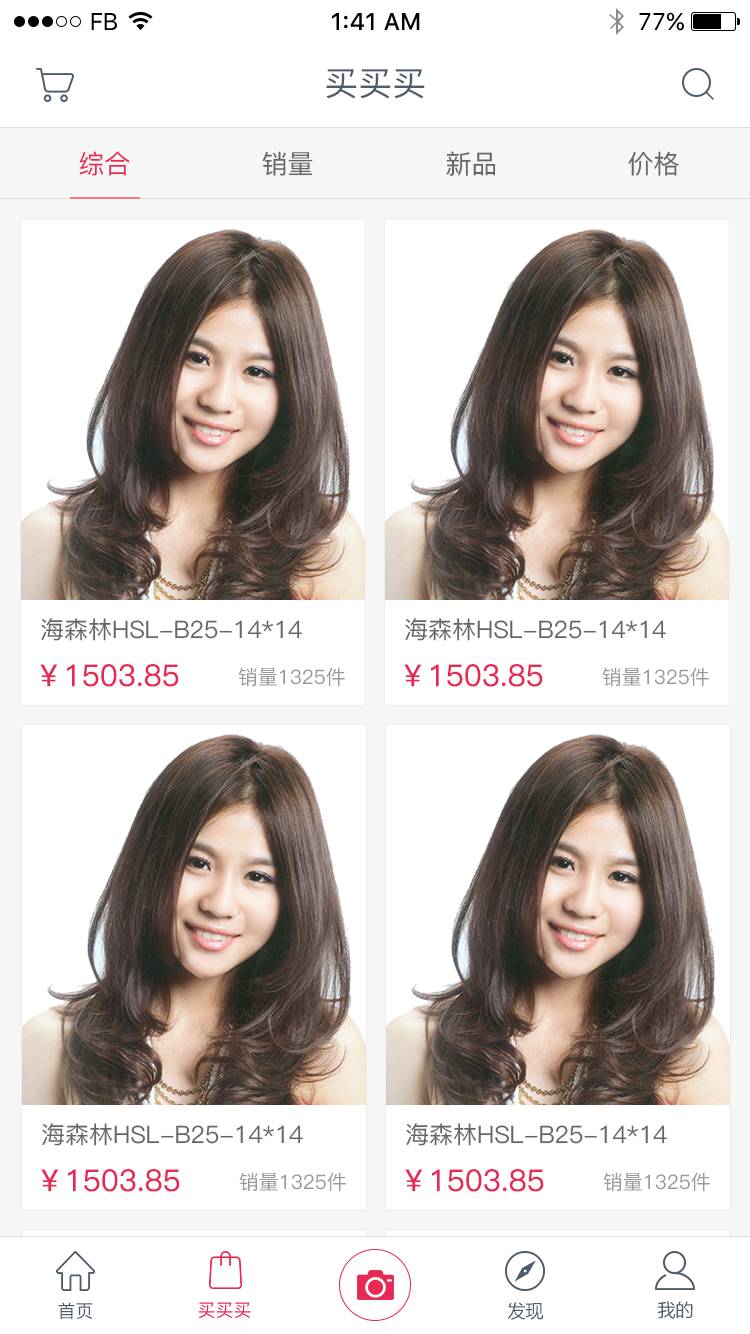 FB 1:41 AM 77%
买买买
综合 销量 新品 价格
海森林HSL-B25-14*14 海森林HSL-B25-14*14
¥1503.85 销量1325件 ¥1503.85 销量1325件
海森林HSL-B25-14*14 海森林HSL-B25-14*14
¥1503.85 销量1325件 ¥1503.85 销量1325件
首页 买买买 发现 我的